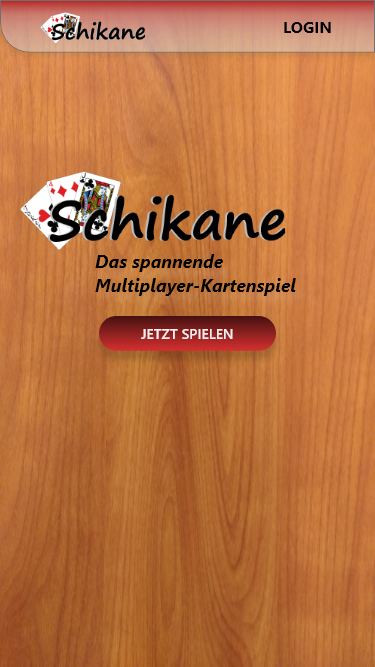 Schikane
LOGIN
Schikane
Das spannende
Multiplayer-Kartenspiel
JETZT SPIELEN